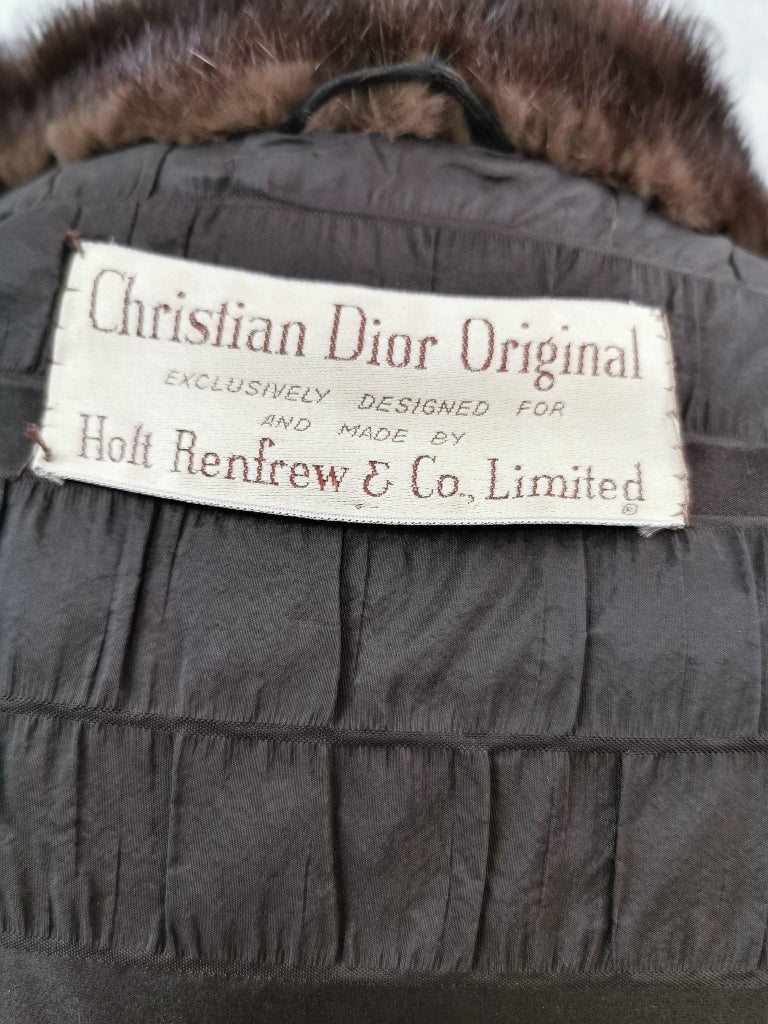 Christian Dior Original
EXCLUSIVELY DESIGNED FOR
AND MADE BY
Holt Renfrew & Co., Limited
®